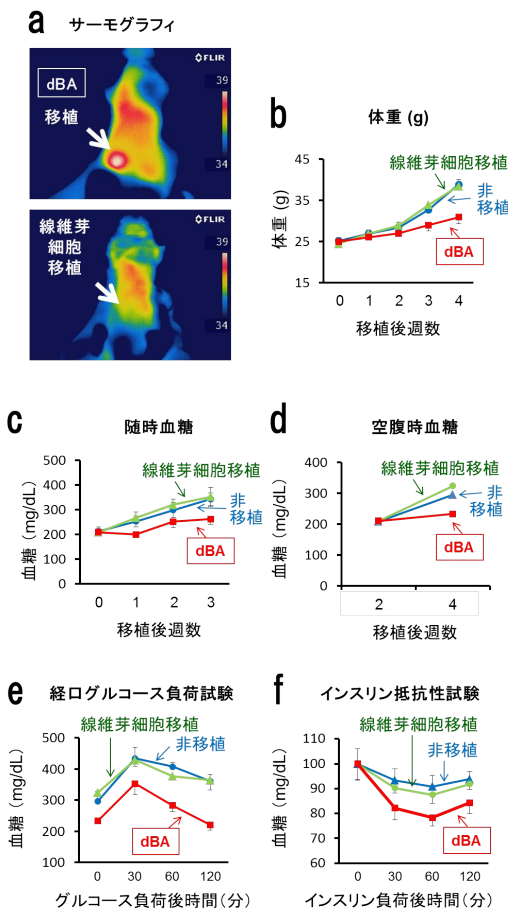 a サーモグラフィ
FLIR
39
dBA
移植
34
FLIR
39
線維芽
細胞
移植
34
b 体重 (g)
線維芽細胞移植
非
移植
dBA
体重 (g)
45
35
25
15
0 1 2 3 4
移植後週数
c 随時血糖
線維芽細胞移植
非
移植
dBA
血糖 (mg/dL)
500
400
300
200
100
0
0 1 2 3
移植後週数
d 空腹時血糖
線維芽細胞移植
非
移植
dBA
血糖 (mg/dL)
400
300
200
100
0
2 4
移植後週数
e 経口グルコース負荷試験
線維芽細胞移植
非移植
dBA
血糖 (mg/dL)
500
400
300
200
100
0 30 60 120
グルコース負荷後時間(分)
f インスリン抵抗性試験
線維芽細胞移植
非移植
dBA
血糖 (mg/dL)
110
100
90
80
70
60
0 30 60 120
インスリン負荷後時間(分)